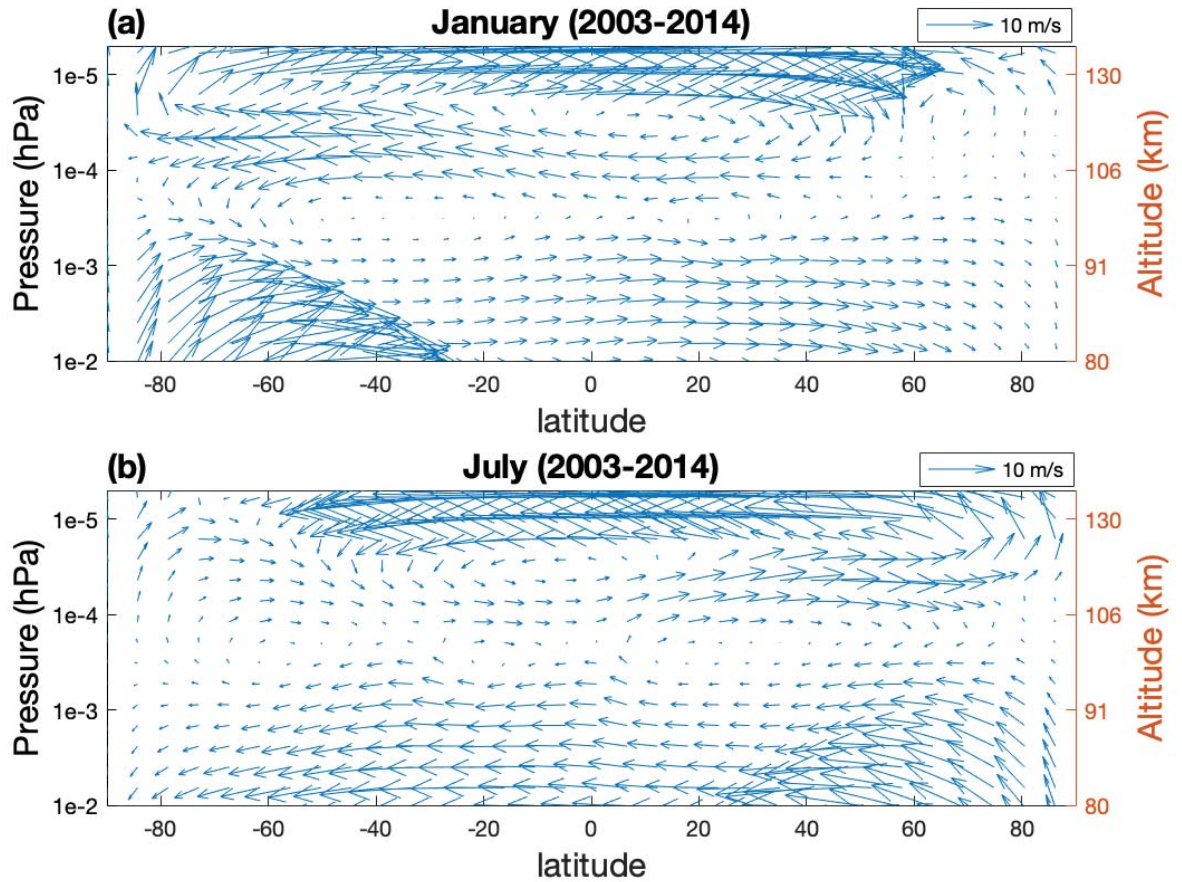 (a)
January (2003-2014)
10 m/s
Pressure (hPa)
1e-5
1e-4
1e-3
1e-2
130
106
91
80
Altitude (km)
-80 -60 -40 -20 0 20 40 60 80
latitude
(b)
July (2003-2014)
10 m/s
Pressure (hPa)
1e-5
1e-4
1e-3
1e-2
130
106
91
80
Altitude (km)
-80 -60 -40 -20 0 20 40 60 80
latitude